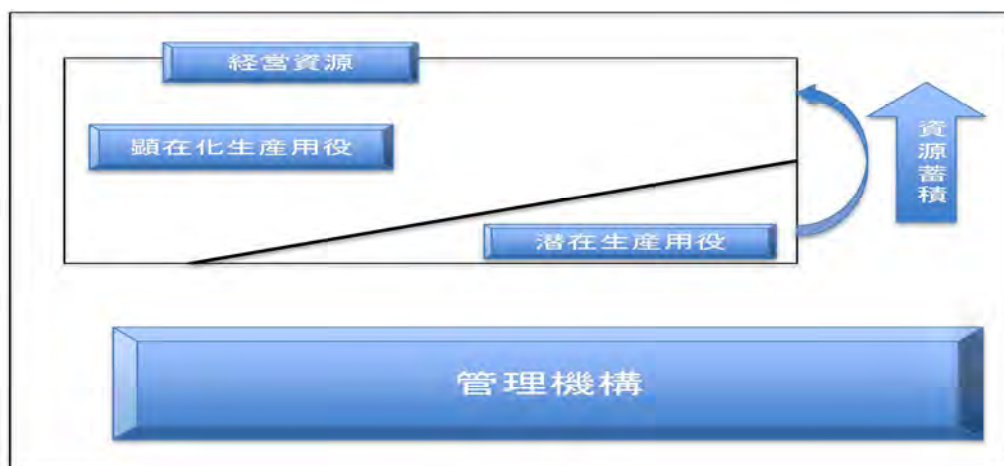 経営資源
顕在化生産用役
資源蓄積
潜在生産用役
管理機構